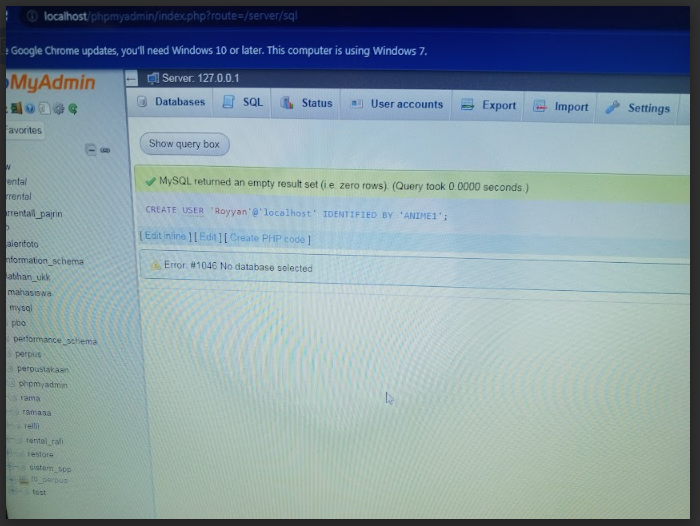 localhost/phpmyadmin/index.php?route=/server/sql
Google Chrome updates, you'll need Windows 10 or later. This computer is using Windows 7.
MyAdmin
Server: 127.0.0.1
Databases SQL Status User accounts Export Import Settings
avorites
Show query box
MySQL returned an empty result set (i.e. zero rows). (Query took 0.0000 seconds.)
CREATE USER 'Royyan'@'localhost' IDENTIFIED BY 'ANIME1';
[ Edit inline ] [ Edit ] [ Create PHP code ]
Error: #1046 No database selected
ental
rrental
rrentall_pajrin
alenfoto
nformation_schema
latihan_ukk
mahasiswa
mysql
pbo
performance_schema
perpus
perpustakaan
phpmyadmin
rama
ramasa
rental_rafi
restore
sistem_spp
test